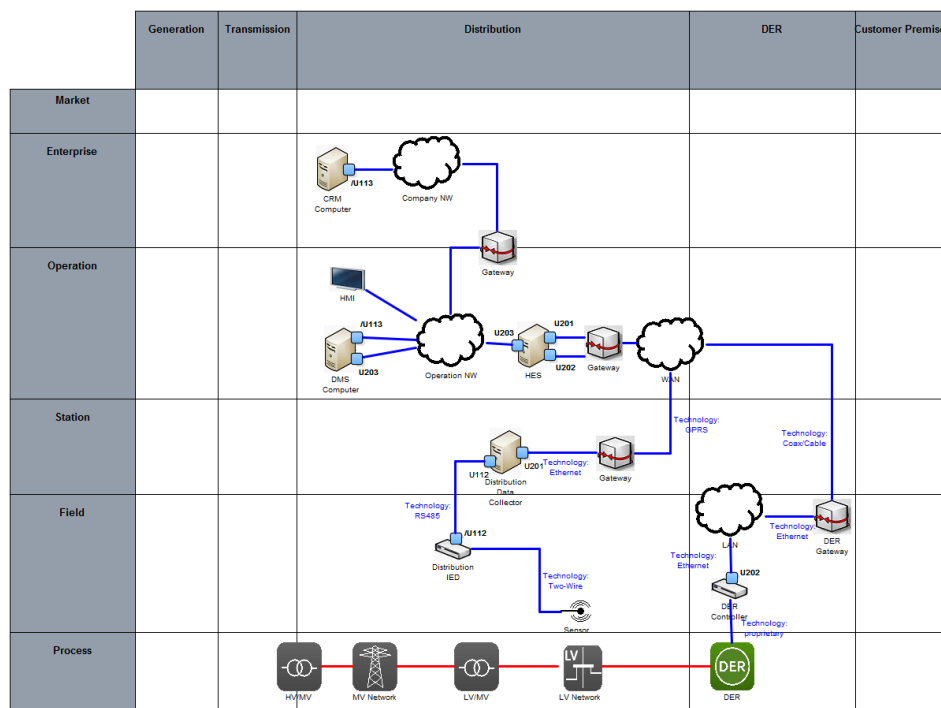 Generation
Transmission
Distribution
DER
Customer Premise
Market
Enterprise
/U113
CRM
Computer
Company NW
Operation
Gateway
HMI
/U113
U203
U201
U203
U202
DMS
Computer
Operation NW
HES
Gateway
WAN
Station
Technology:
GPRS
Technology:
Coax/Cable
U112
U201
Technology:
Ethernet
Distribution
Data
Collector
Gateway
Field
Technology:
RS485
/U112
Distribution
IED
Technology:
Two-Wire
Sensor
LAN
Technology:
Ethernet
DER
Gateway
Technology:
Ethernet
U202
DER
Controller
Technology:
proprietary
Process
HV/MV
MV Network
LV/MV
LV
LV Network
DER
DER